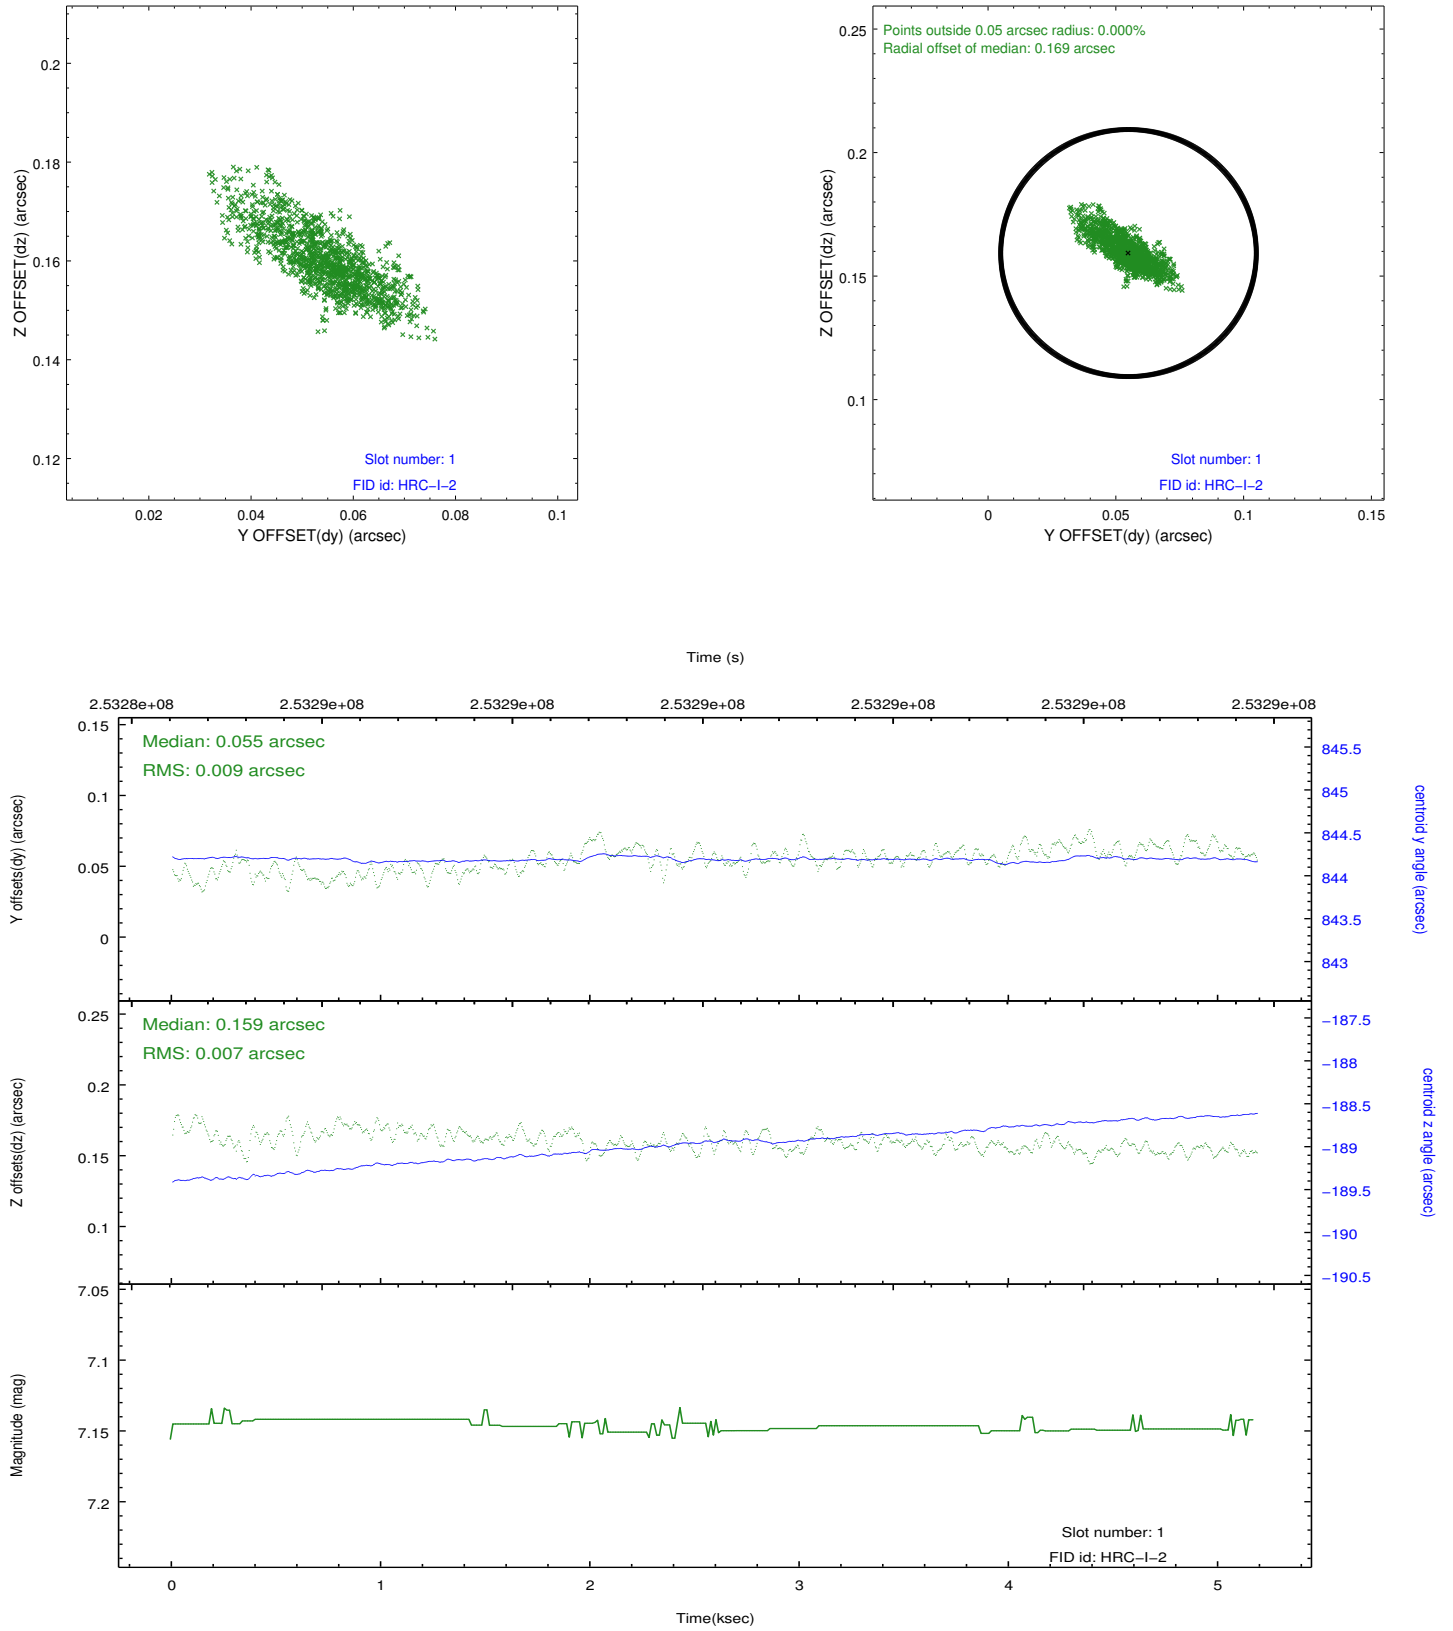 0.2
0.18
0.16
0.14
0.12
Z OFFSET(dz) (arcsec)
Slot number: 1
FID id: HRC−I−2
0.02 0.04 0.06 0.08 0.1
Y OFFSET(dy) (arcsec)
Points outside 0.05 arcsec radius: 0.000%
Radial offset of median: 0.169 arcsec
0.25
0.2
0.15
0.1
Z OFFSET(dz) (arcsec)
Slot number: 1
FID id: HRC−I−2
0 0.05 0.1 0.15
Y OFFSET(dy) (arcsec)
Time (s)
2.5328e+08 2.5329e+08 2.5329e+08 2.5329e+08 2.5329e+08 2.5329e+08 2.5329e+08
Median: 0.055 arcsec
RMS: 0.009 arcsec
0.15
0.1
0.05
0
Y offsets(dy) (arcsec)
845.5
845
844.5
844
843.5
843
centroid y angle (arcsec)
Median: 0.159 arcsec
RMS: 0.007 arcsec
0.25
0.2
0.15
0.1
Z offsets(dz) (arcsec)
−187.5
−188
−188.5
−189
−189.5
−190
−190.5
centroid z angle (arcsec)
7.05
7.1
7.15
7.2
Magnitude (mag)
Slot number: 1
FID id: HRC−I−2
0 1 2 3 4 5
Time(ksec)